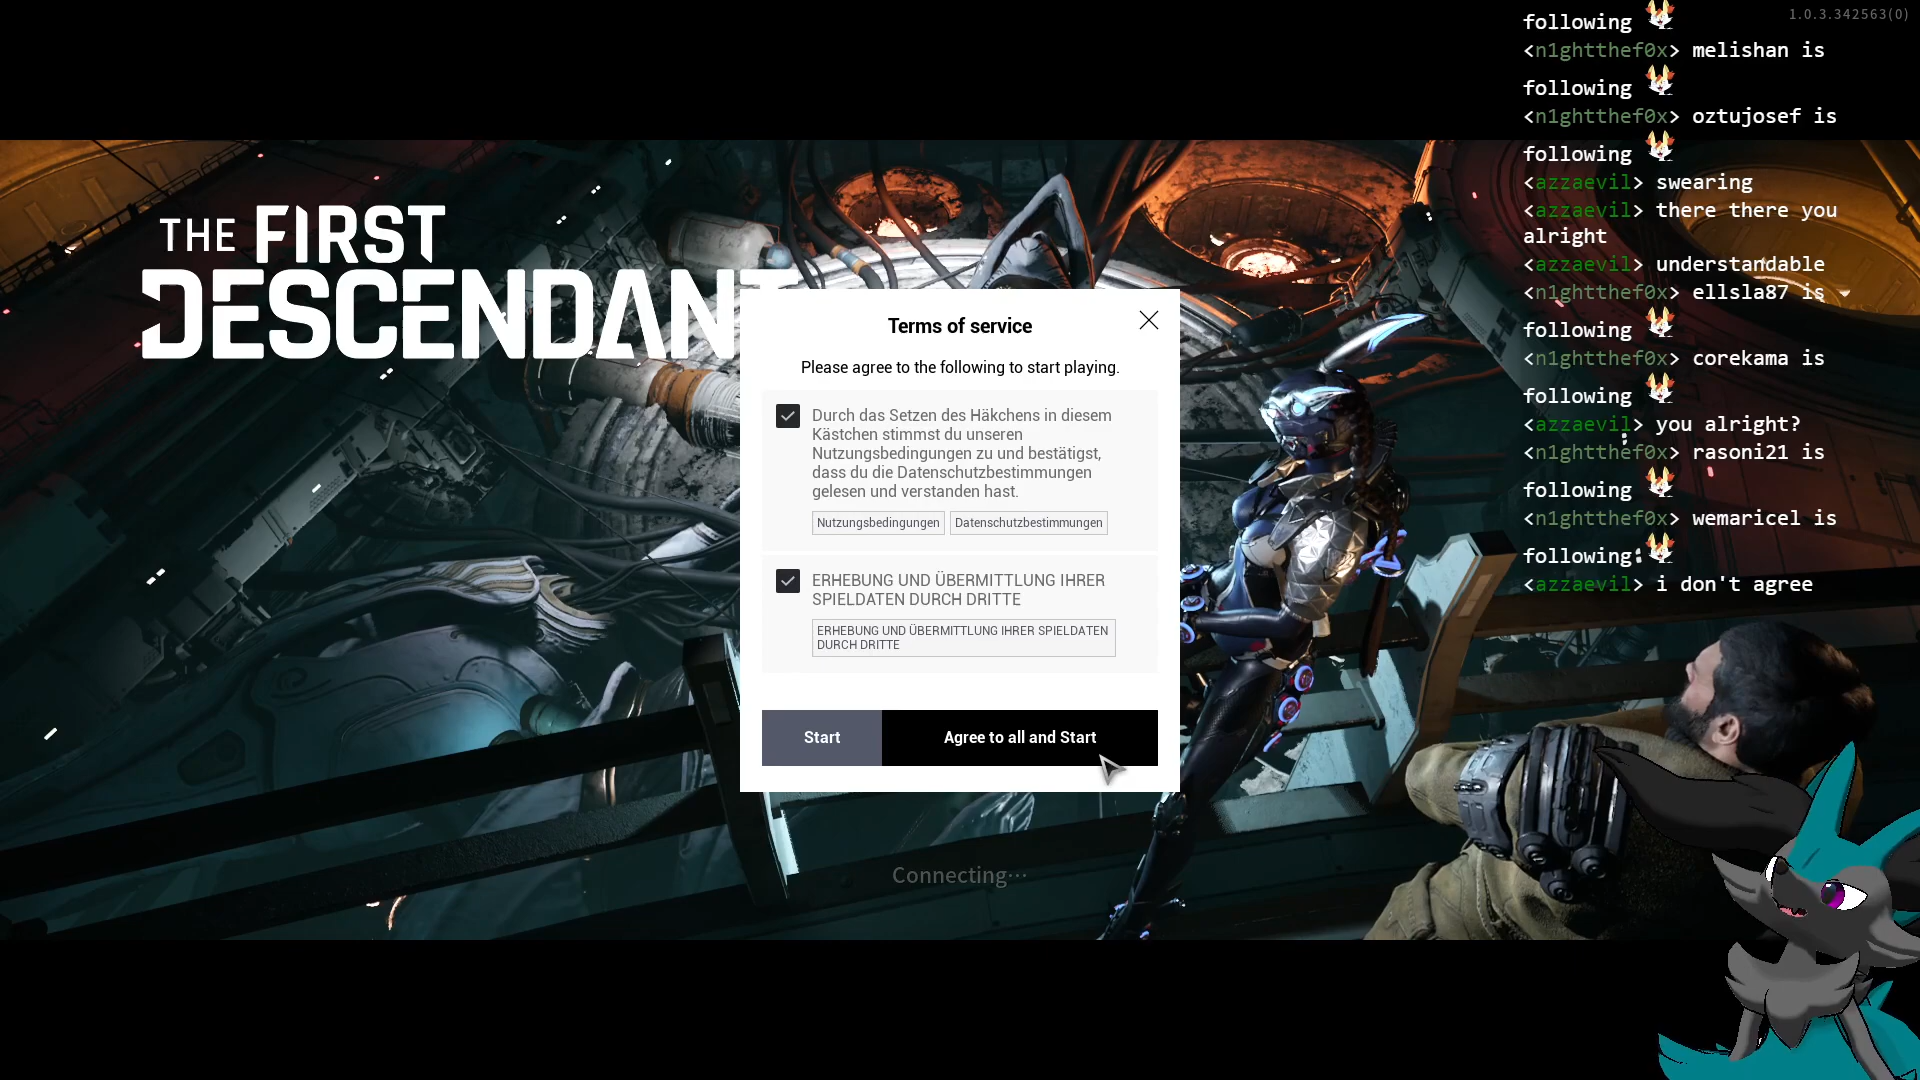 1.0.3.342563(0)
following
<n1ghtthef0x> melishan is
following
<n1ghtthef0x> oztujosef is
following
<azzaevil> swearing
<azzaevil> there there you
alright
<azzaevil> understandable
<n1ghtthef0x> ellsla87 is
following
<n1ghtthef0x> corekama is
following
<azzaevil> you alright?
<n1ghtthef0x> rasoni21 is
following
<n1ghtthef0x> wemaricel is
following
<azzaevil> i don't agree
THE FIRST
DESCENDANT
Terms of service
Please agree to the following to start playing.
Durch das Setzen des Häkchens in diesem
Kästchen stimmst du unseren
Nutzungsbedingungen zu und bestätigst,
dass du die Datenschutzbestimmungen
gelesen und verstanden hast.
Nutzungsbedingungen Datenschutzbestimmungen
ERHEBUNG UND ÜBERMITTLUNG IHRER
SPIELDATEN DURCH DRITTE
ERHEBUNG UND ÜBERMITTLUNG IHRER SPIELDATEN
DURCH DRITTE
Start Agree to all and Start
Connecting···